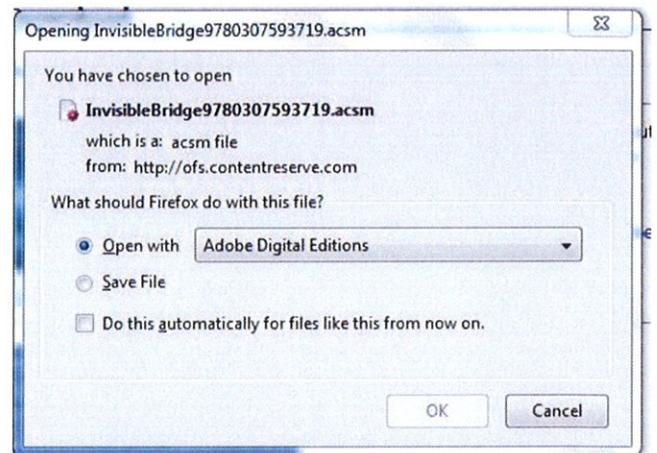 Opening InvisibleBridge9780307593719.acsm
You have chosen to open
InvisibleBridge9780307593719.acsm
which is a: acsm file
from: http://ofs.contentreserve.com
What should Firefox do with this file?
Open with Adobe Digital Editions
Save File
Do this automatically for files like this from now on.
OK Cancel